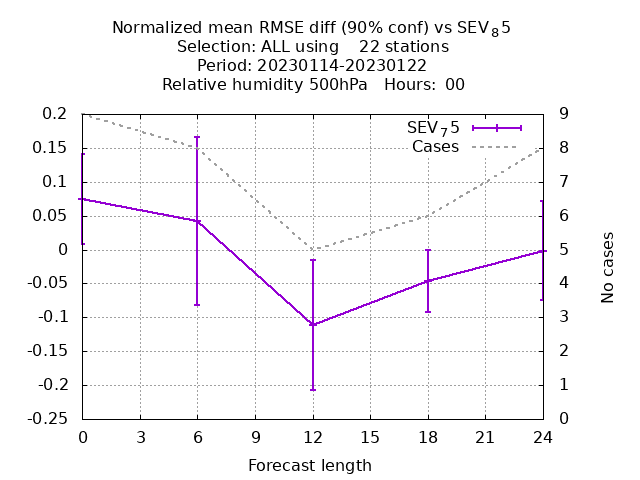 Normalized mean RMSE diff (90% conf) vs SEV₈5
Selection: ALL using    22 stations
Period: 20230114-20230122
Relative humidity 500hPa   Hours:  00
0.2
0.15
0.1
0.05
0
-0.05
-0.1
-0.15
-0.2
-0.25
SEV₇5
Cases
9
8
7
6
5
4
3
2
1
0
No cases
0 3 6 9 12 15 18 21 24
Forecast length